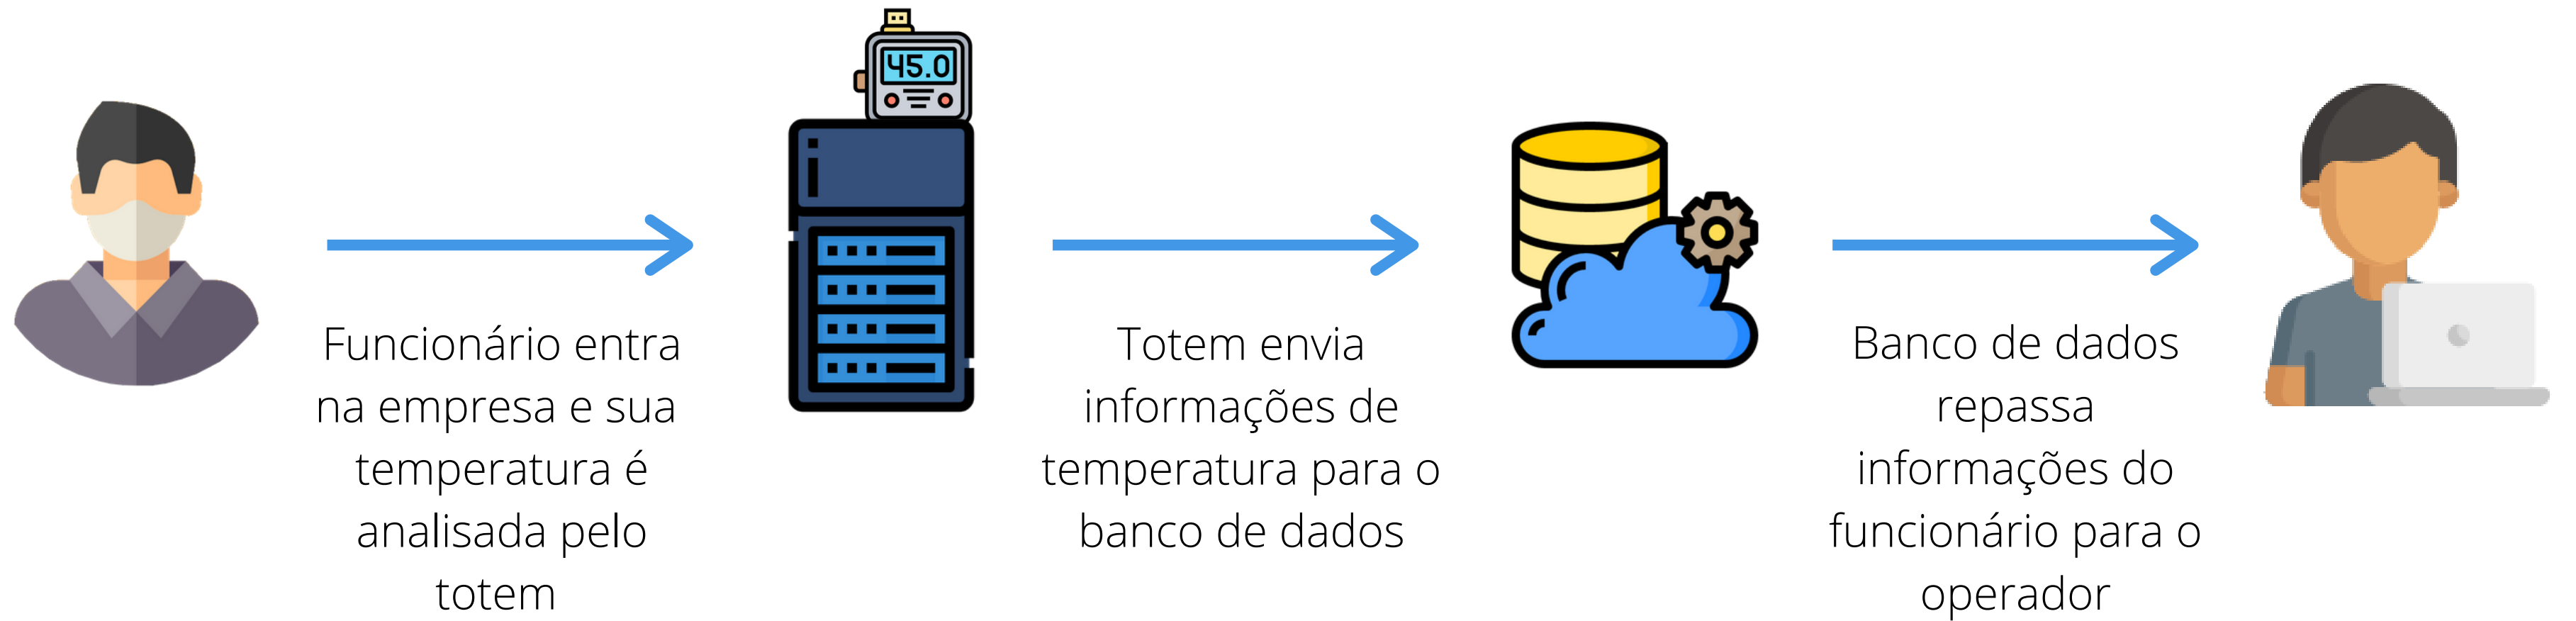 45.0
Funcionário entra
na empresa e sua
temperatura é
analisada pelo
totem
Totem envia
informações de
temperatura para o
banco de dados
Banco de dados
repassa
informações do
funcionário para o
operador